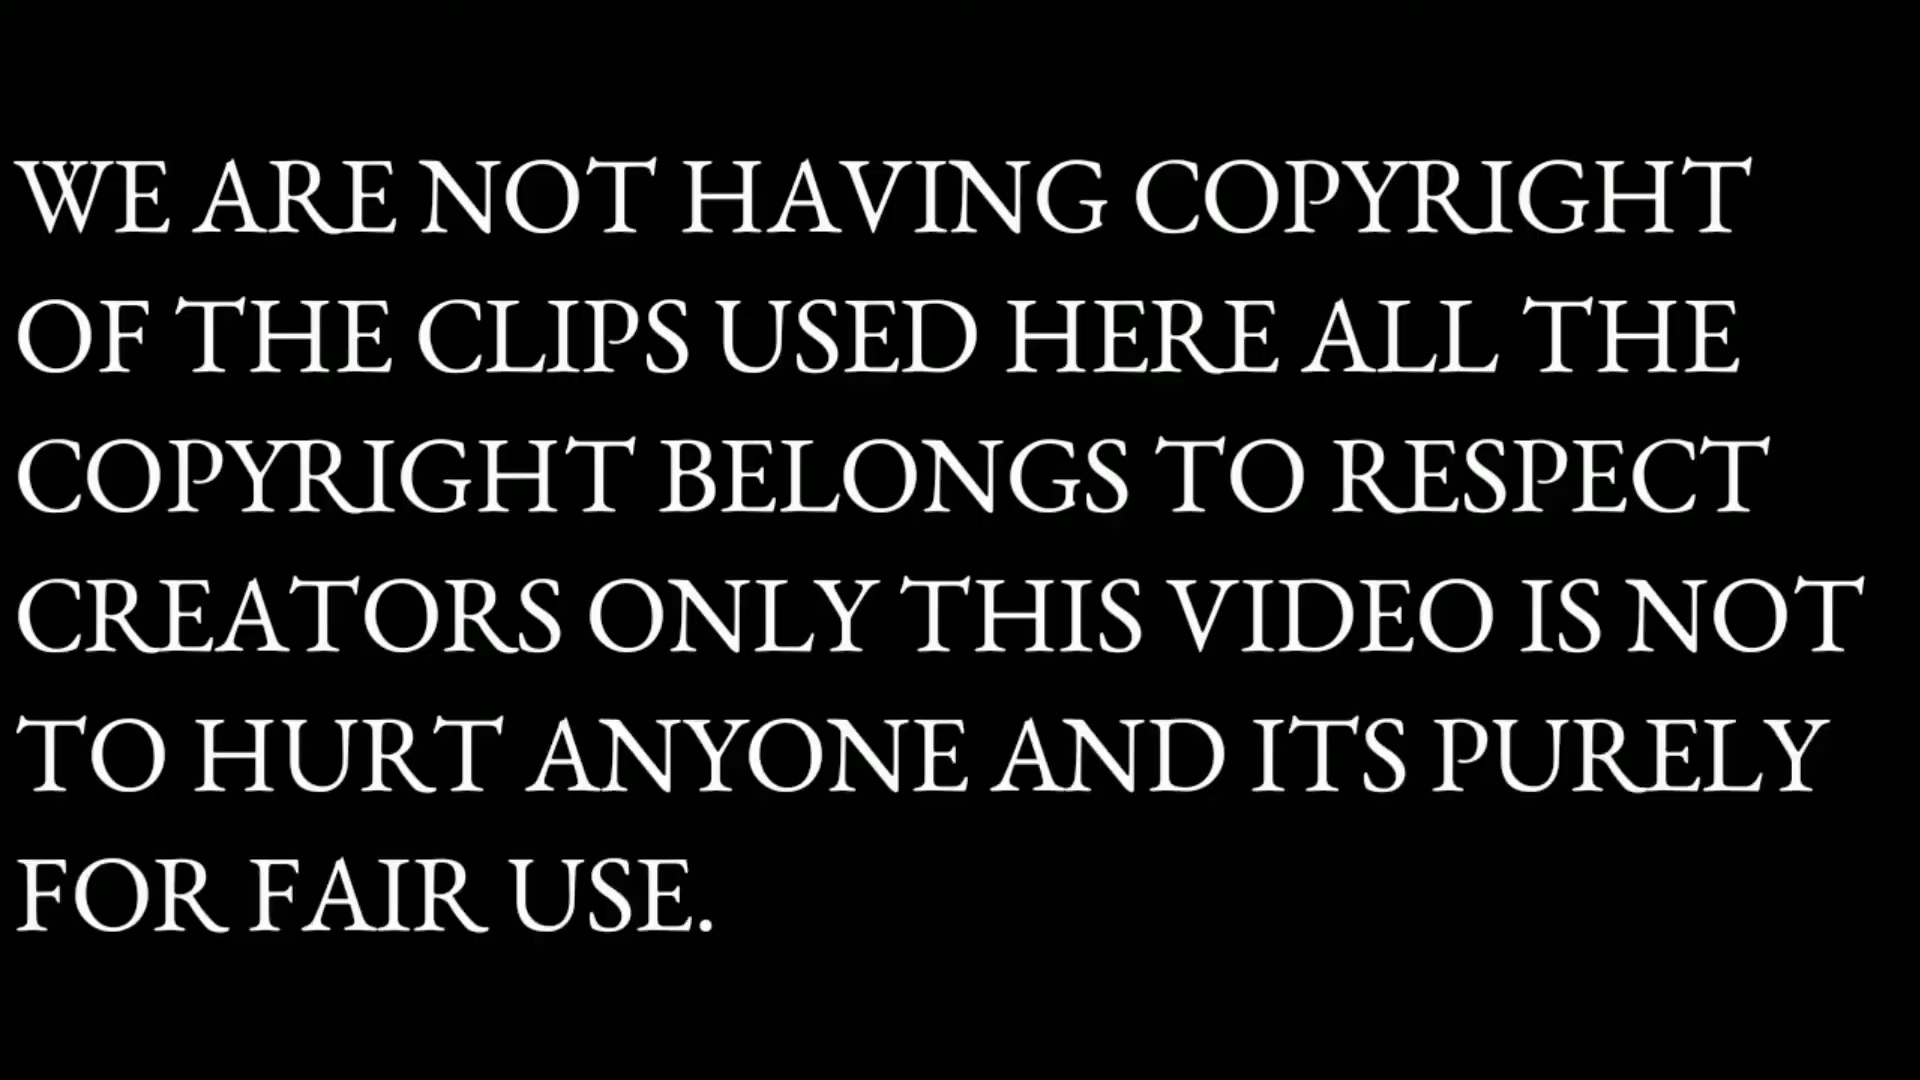 WE ARE NOT HAVING COPYRIGHT
OF THE CLIPS USED HERE ALL THE
COPYRIGHT BELONGS TO RESPECT
CREATORS ONLY THIS VIDEO IS NOT
TO HURT ANYONE AND ITS PURELY
FOR FAIR USE.